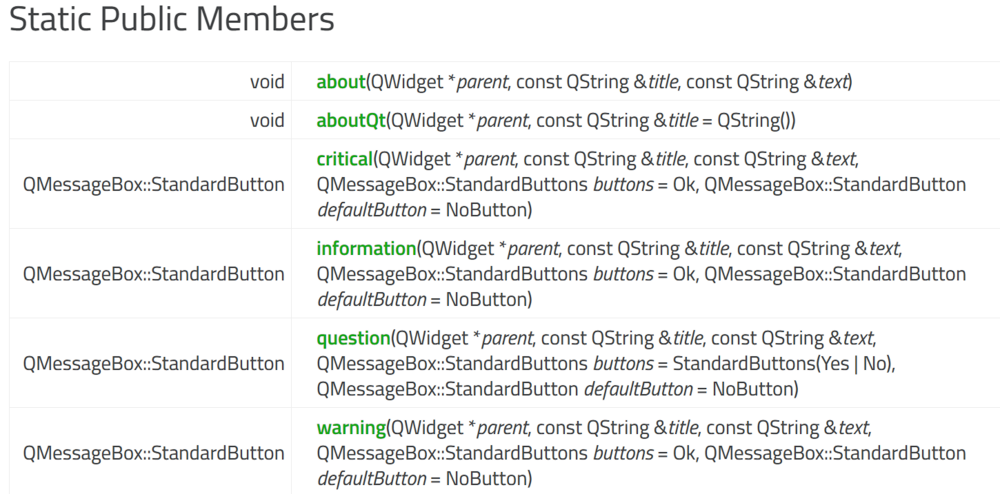 Static Public Members
void about(QWidget *parent, const QString &title, const QString &text)
void aboutQt(QWidget *parent, const QString &title = QString())
critical(QWidget *parent, const QString &title, const QString &text,
QMessageBox::StandardButton QMessageBox::StandardButtons buttons = Ok, QMessageBox::StandardButton
defaultButton = NoButton)
information(QWidget *parent, const QString &title, const QString &text,
QMessageBox::StandardButton QMessageBox::StandardButtons buttons = Ok, QMessageBox::StandardButton
defaultButton = NoButton)
question(QWidget *parent, const QString &title, const QString &text,
QMessageBox::StandardButton QMessageBox::StandardButtons buttons = StandardButtons(Yes | No),
QMessageBox::StandardButton defaultButton = NoButton)
warning(QWidget *parent, const QString &title, const QString &text,
QMessageBox::StandardButton QMessageBox::StandardButtons buttons = Ok, QMessageBox::StandardButton
defaultButton = NoButton)